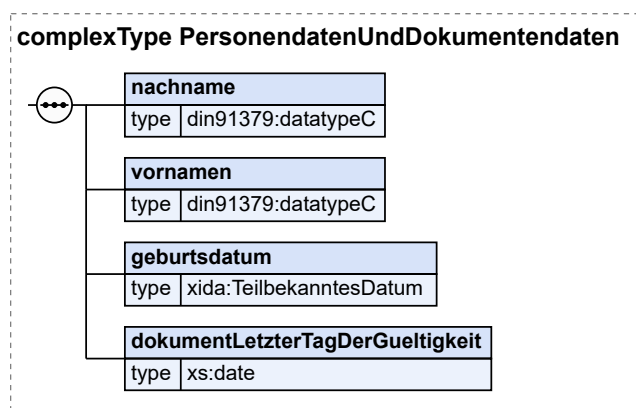 complexType PersonendatenUndDokumentendaten
nachname
type din91379:datatypeC
vornamen
type din91379:datatypeC
geburtsdatum
type xida:TeilbekanntesDatum
dokumentLetzterTagDerGueltigkeit
type xs:date